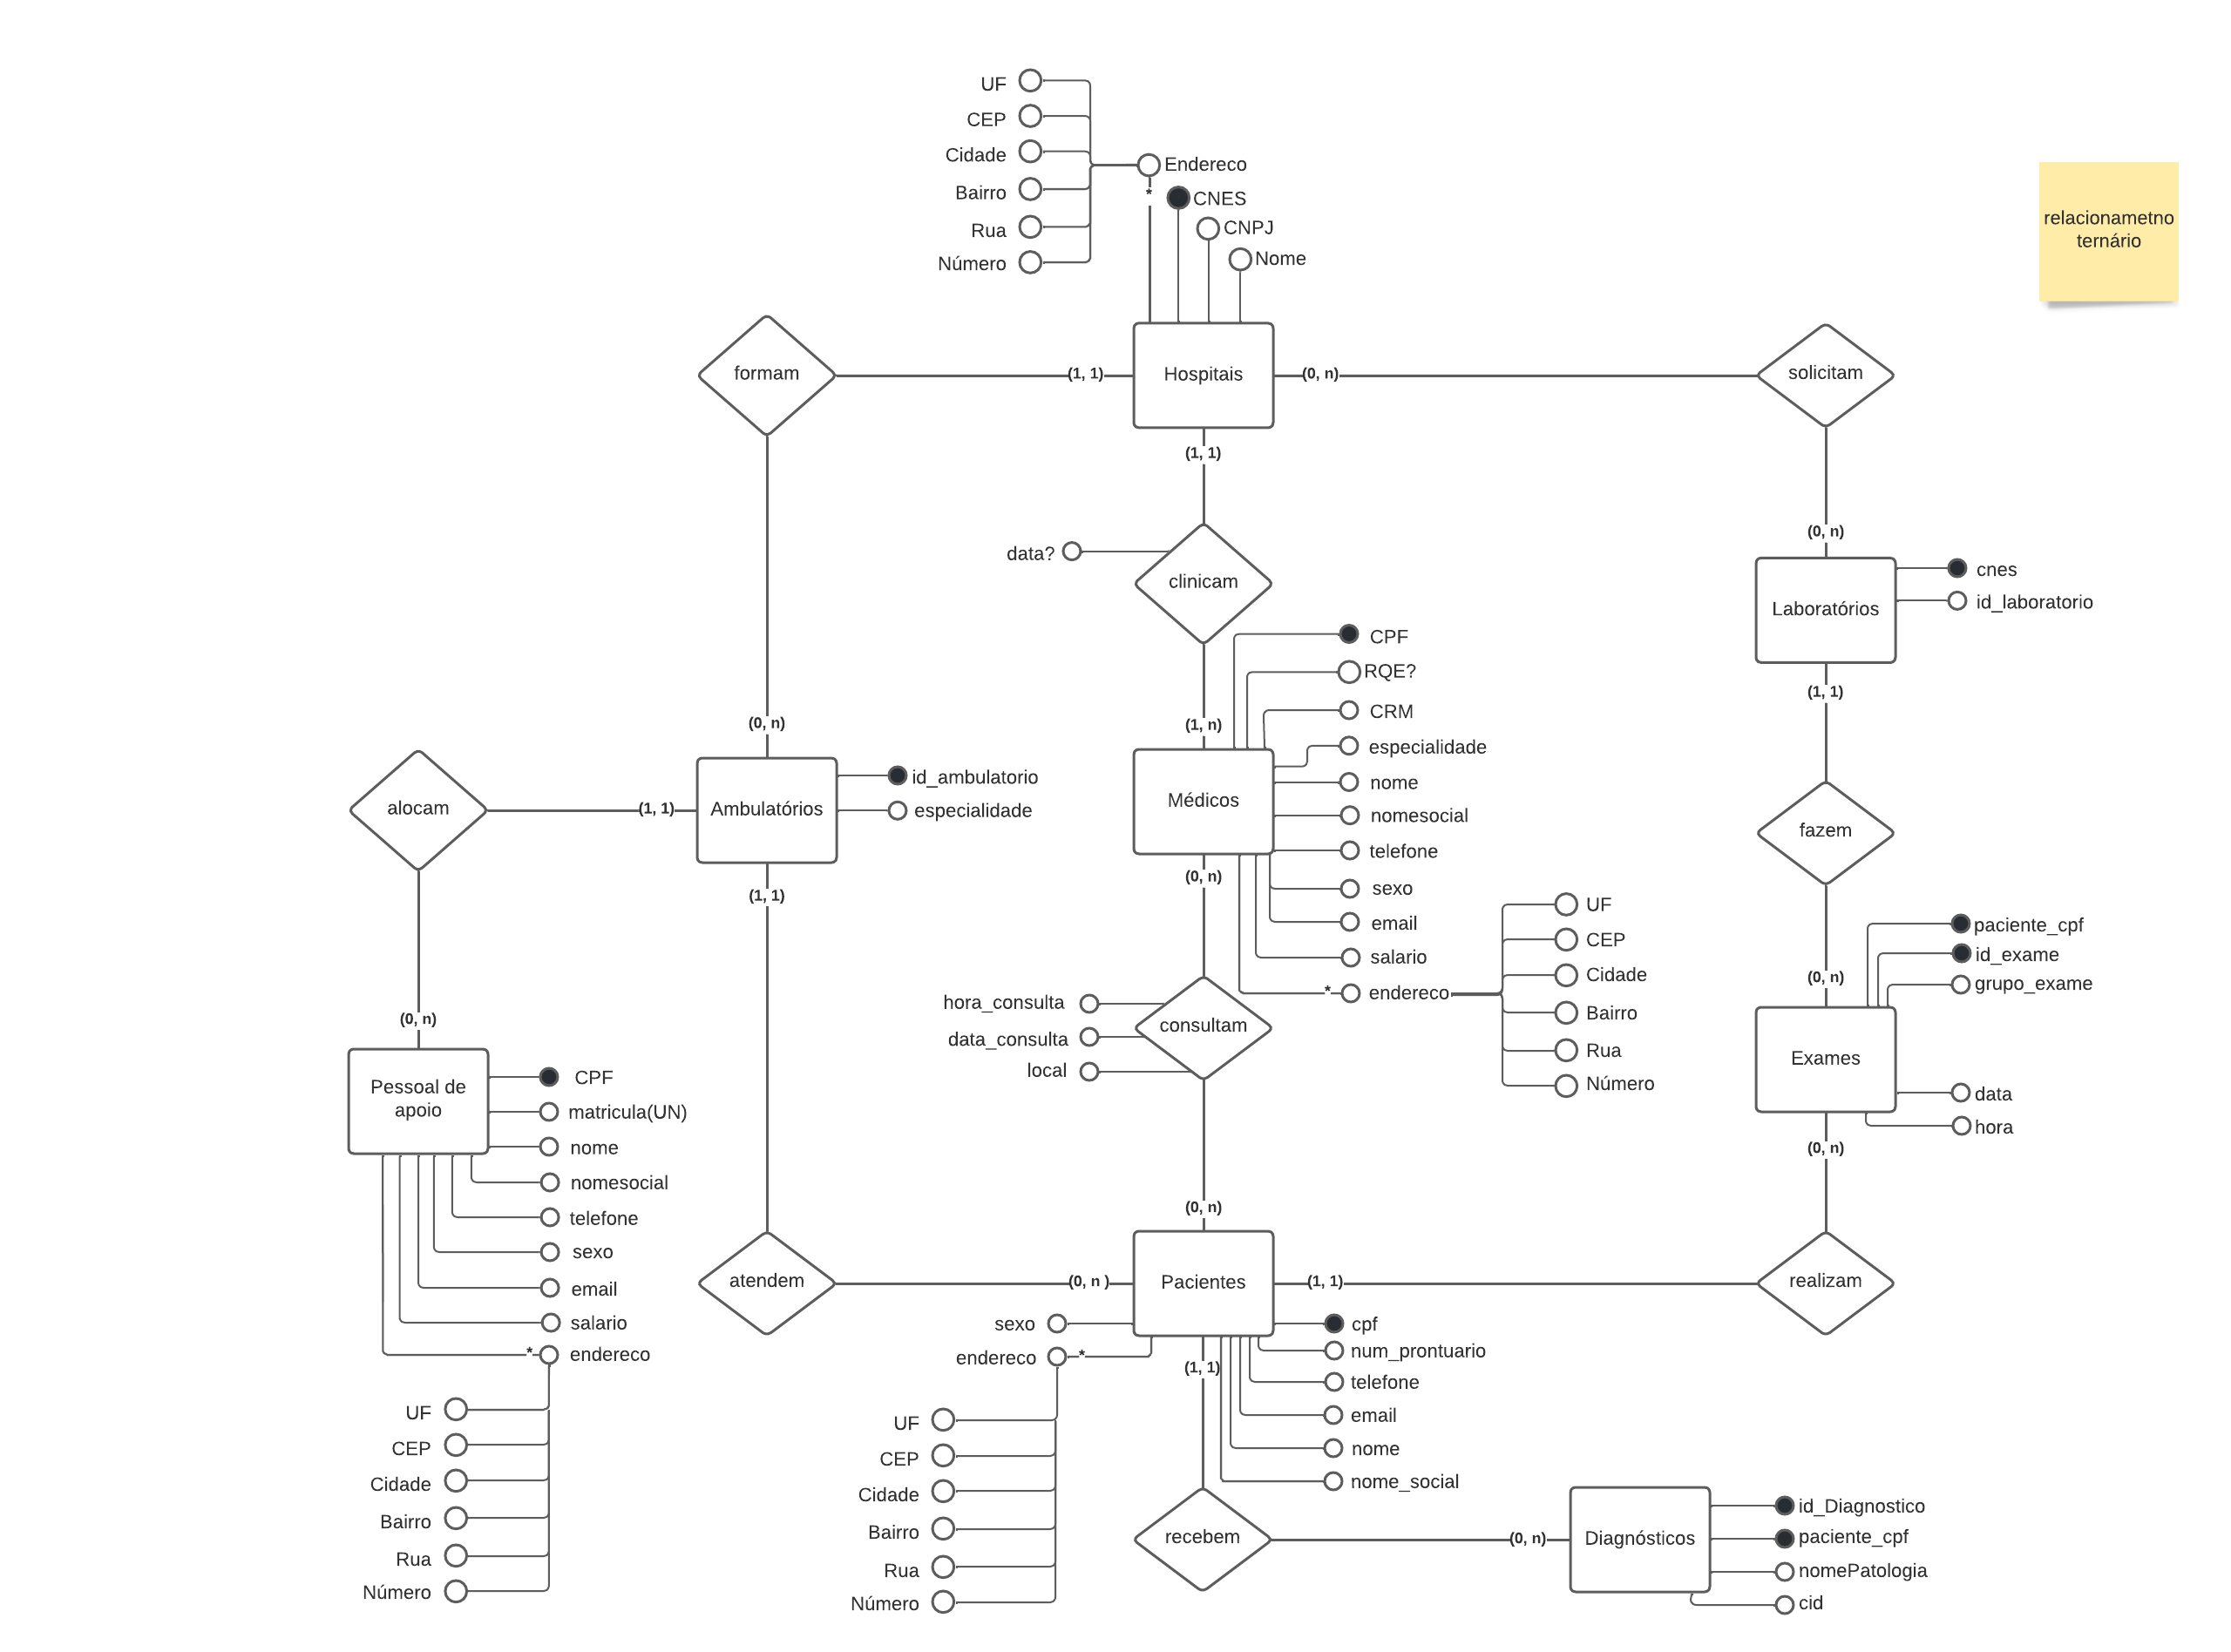 UF
CEP
Cidade
Bairro
Rua
Número
Endereco
*
CNES
CNPJ
Nome
relacionametno
ternário
formam
(1, 1)
Hospitais
(0, n)
solicitam
(1, 1)
data?
clinicam
(0, n)
Laboratórios
cnes
id_laboratorio
(1, 1)
CPF
RQE?
CRM
especialidade
nome
nomesocial
telefone
sexo
email
salario
* endereco
UF
CEP
Cidade
Bairro
Rua
Número
(1, n)
Médicos
(0, n)
(0, n)
alocam
(1, 1)
Ambulatórios
id_ambulatorio
especialidade
(1, 1)
fazem
(0, n)
paciente_cpf
id_exame
grupo_exame
Exames
data
hora
(0, n)
hora_consulta
data_consulta
local
consultam
(0, n)
(0, n)
Pessoal de
apoio
CPF
matricula(UN)
nome
nomesocial
telefone
sexo
email
salario
* endereco
UF
CEP
Cidade
Bairro
Rua
Número
atendem
(0, n )
Pacientes
(1, 1)
realizam
sexo
endereco *
UF
CEP
Cidade
Bairro
Rua
Número
cpf
num_prontuario
telefone
email
nome
nome_social
(1, 1)
recebem
(0, n)
Diagnósticos
id_Diagnostico
paciente_cpf
nomePatologia
cid